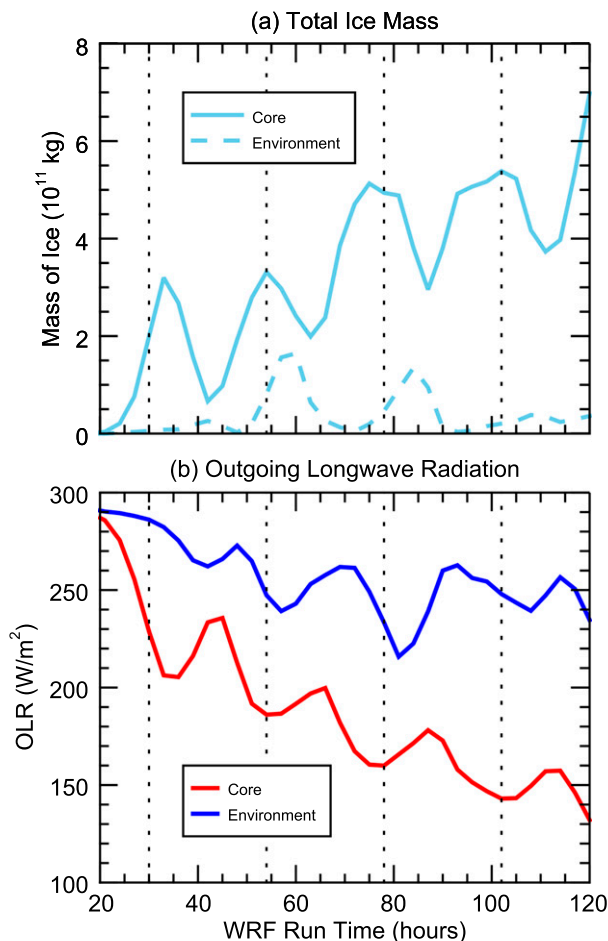 (a) Total Ice Mass
8
6
4
2
0
Mass of Ice (10¹¹ kg)
Core
Environment
(b) Outgoing Longwave Radiation
300
250
200
150
100
OLR (W/m²)
Core
Environment
20 40 60 80 100 120
WRF Run Time (hours)